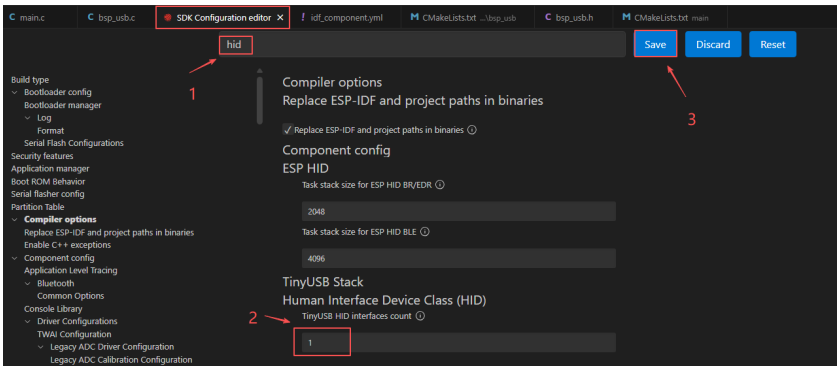 C main.c C bsp_usb.c SDK Configuration editor × ! idf_component.yml M CMakeLists.txt ...\bsp_usb C bsp_usb.h M CMakeLists.txt main
hid Save Discard Reset
1
3
Build type
Bootloader config
Bootloader manager
Log
Format
Serial Flash Configurations
Security features
Application manager
Boot ROM Behavior
Serial flasher config
Partition Table
Compiler options
Replace ESP-IDF and project paths in binaries
Enable C++ exceptions
Component config
Application Level Tracing
Bluetooth
Common Options
Console Library
Driver Configurations
TWAI Configuration
Legacy ADC Driver Configuration
Legacy ADC Calibration Configuration
Compiler options
Replace ESP-IDF and project paths in binaries
Replace ESP-IDF and project paths in binaries
Component config
ESP HID
Task stack size for ESP HID BR/EDR
2048
Task stack size for ESP HID BLE
4096
TinyUSB Stack
Human Interface Device Class (HID)
TinyUSB HID interfaces count
2
1